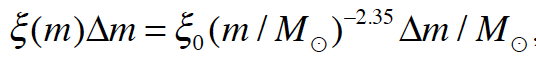 ξ(m)Δm = ξ₀(m / M⊙)⁻²·³⁵ Δm / M⊙,